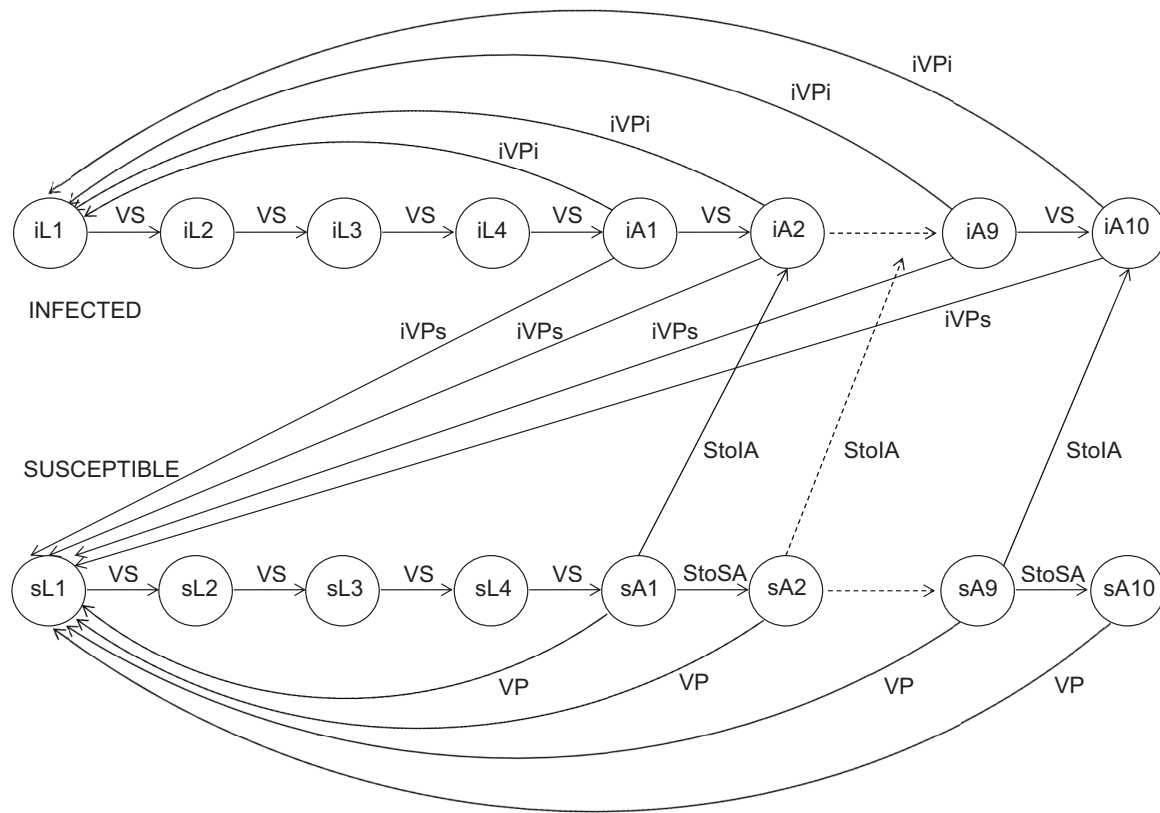 iVPi
iVPi
iVPi
iVPi
VS VS VS VS VS VS
iL1 iL2 iL3 iL4 iA1 iA2 iA9 iA10
INFECTED
iVPs iVPs iVPs iVPs
SUSCEPTIBLE
StoIA StoIA StoIA
VS VS VS VS StoSA StoSA
sL1 sL2 sL3 sL4 sA1 sA2 sA9 sA10
VP VP VP VP